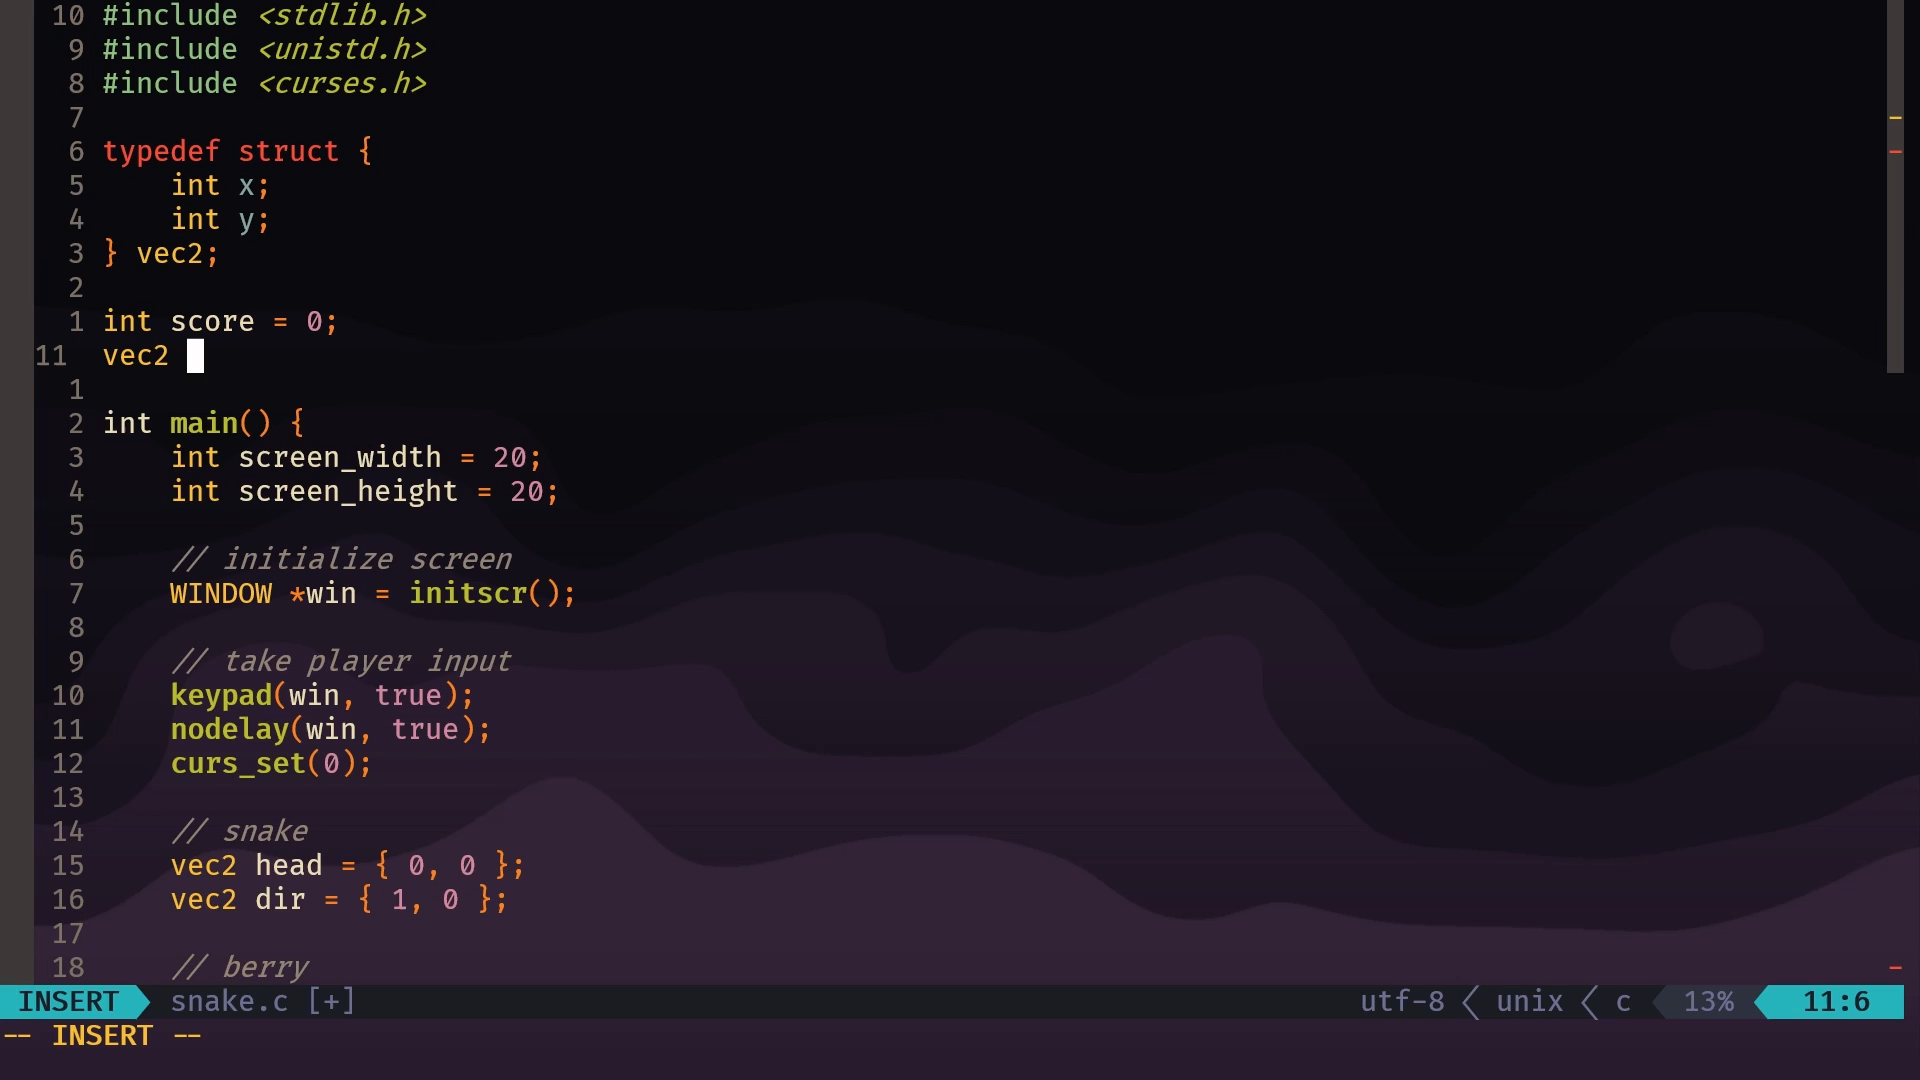 10 #include <stdlib.h>
9 #include <unistd.h>
8 #include <curses.h>
7
6 typedef struct {
5     int x;
4     int y;
3 } vec2;
2
1 int score = 0;
11 vec2
1
2 int main() {
3     int screen_width = 20;
4     int screen_height = 20;
5
6     // initialize screen
7     WINDOW *win = initscr();
8
9     // take player input
10     keypad(win, true);
11     nodelay(win, true);
12     curs_set(0);
13
14     // snake
15     vec2 head = { 0, 0 };
16     vec2 dir = { 1, 0 };
17
18     // berry
INSERT snake.c [+] utf-8 unix c 13% 11:6
-- INSERT --